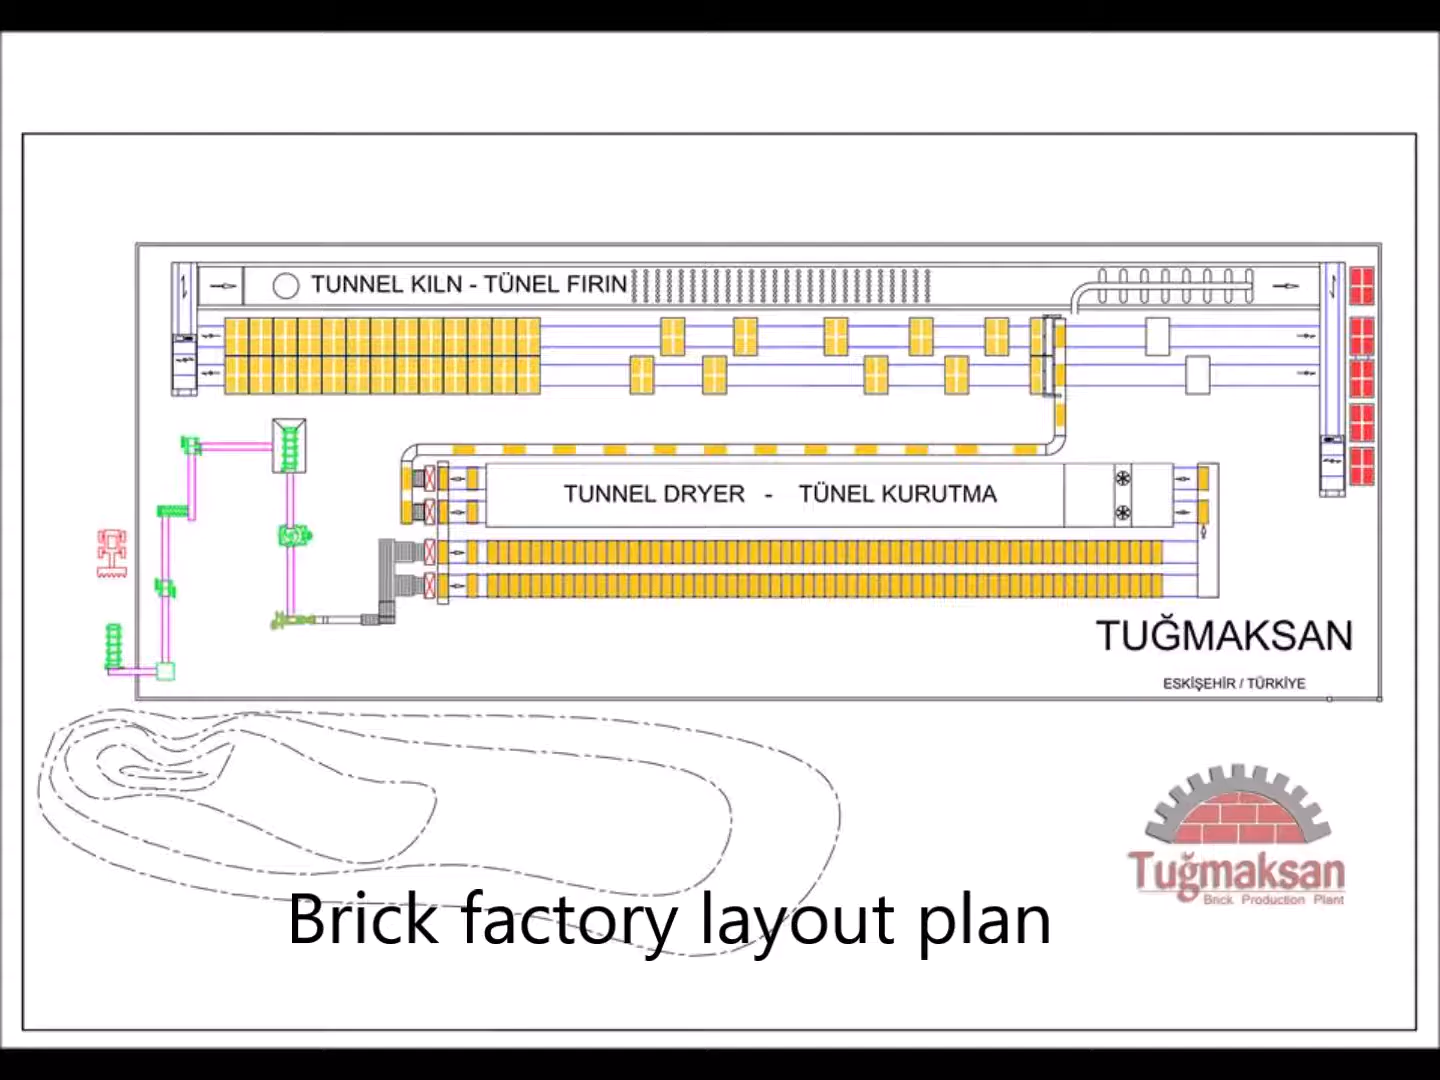 TUNNEL KILN - TÜNEL FIRIN
TUNNEL DRYER - TÜNEL KURUTMA
TUĞMAKSAN
ESKİŞEHİR / TÜRKİYE
Tuğmaksan
Brick Production Plant
Brick factory layout plan